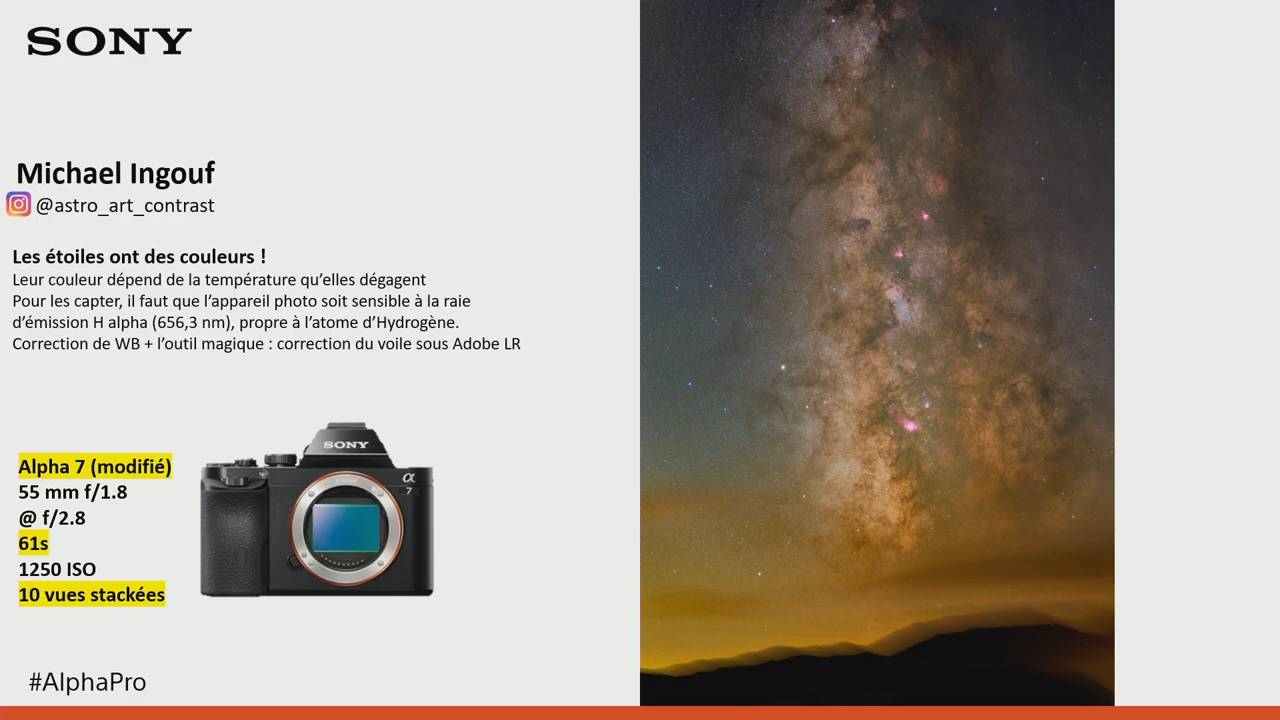 SONY
Michael Ingouf
@astro_art_contrast
Les étoiles ont des couleurs !
Leur couleur dépend de la température qu’elles dégagent
Pour les capter, il faut que l’appareil photo soit sensible à la raie
d’émission H alpha (656,3 nm), propre à l’atome d’Hydrogène.
Correction de WB + l’outil magique : correction du voile sous Adobe LR
Alpha 7 (modifié)
55 mm f/1.8
@ f/2.8
61s
1250 ISO
10 vues stackées
SONY
α
7
#AlphaPro